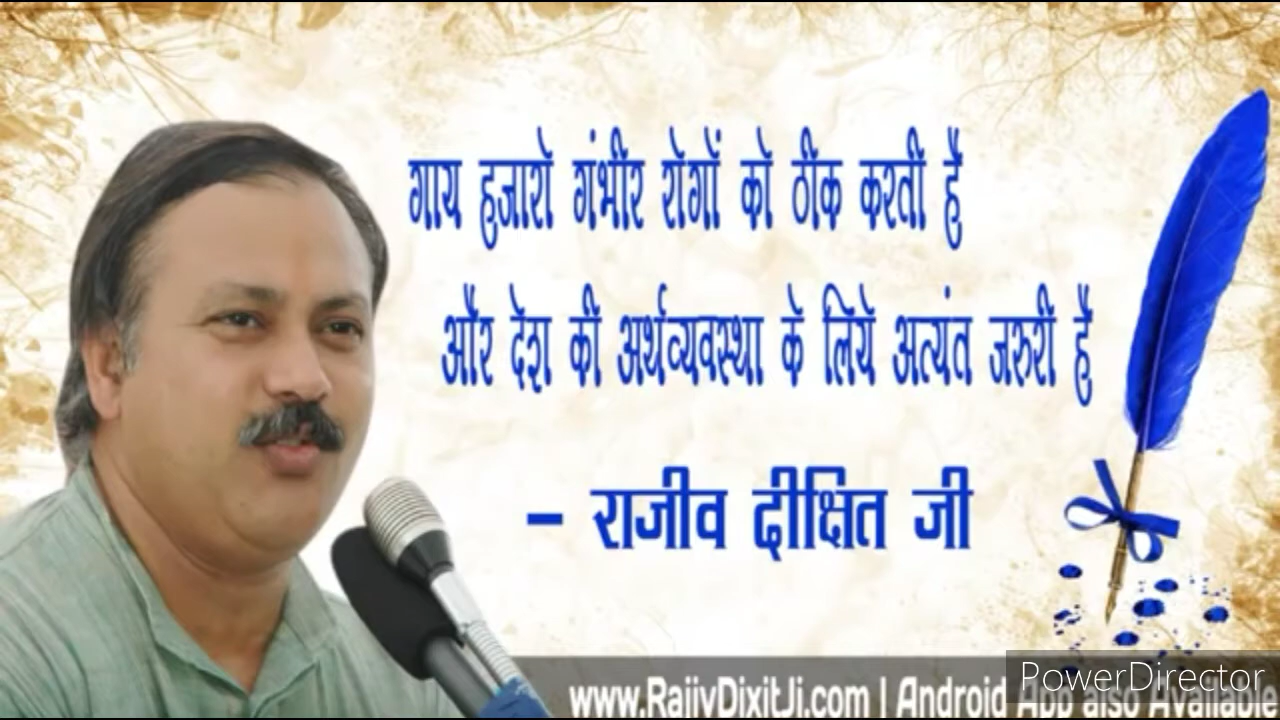 गाय हजारो गंभीर रोगों को ठीक करती है
और देश की अर्थव्यवस्था के लिये अत्यंत जरुरी है
- राजीव दीक्षित जी
PowerDirector
www.RajivDixitJi.com | Android App also Available